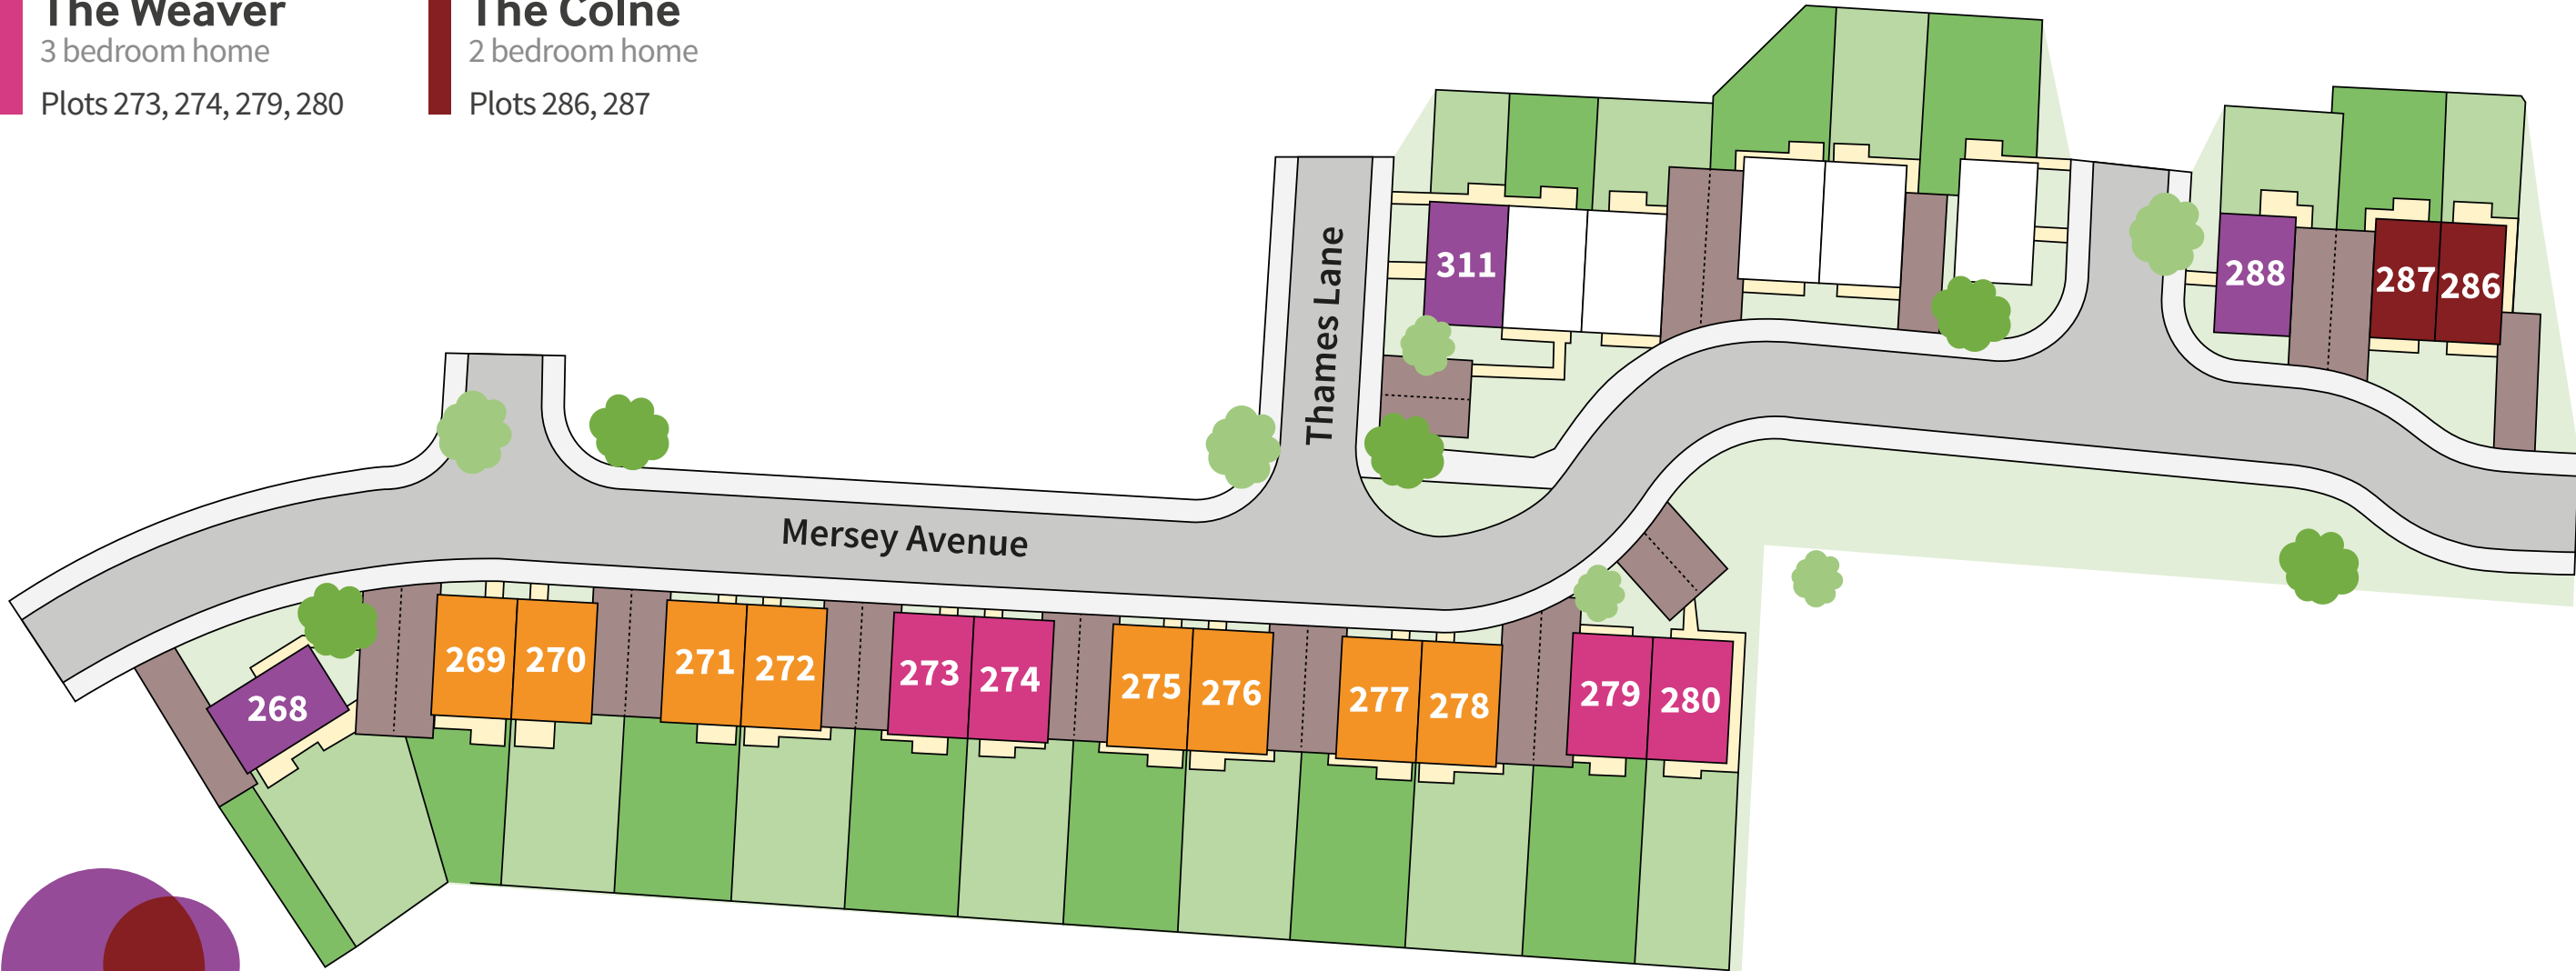 The Weaver
3 bedroom home
Plots 273, 274, 279, 280
The Colne
2 bedroom home
Plots 286, 287
311
288
287
286
Thames Lane
Mersey Avenue
268
269
270
271
272
273
274
275
276
277
278
279
280